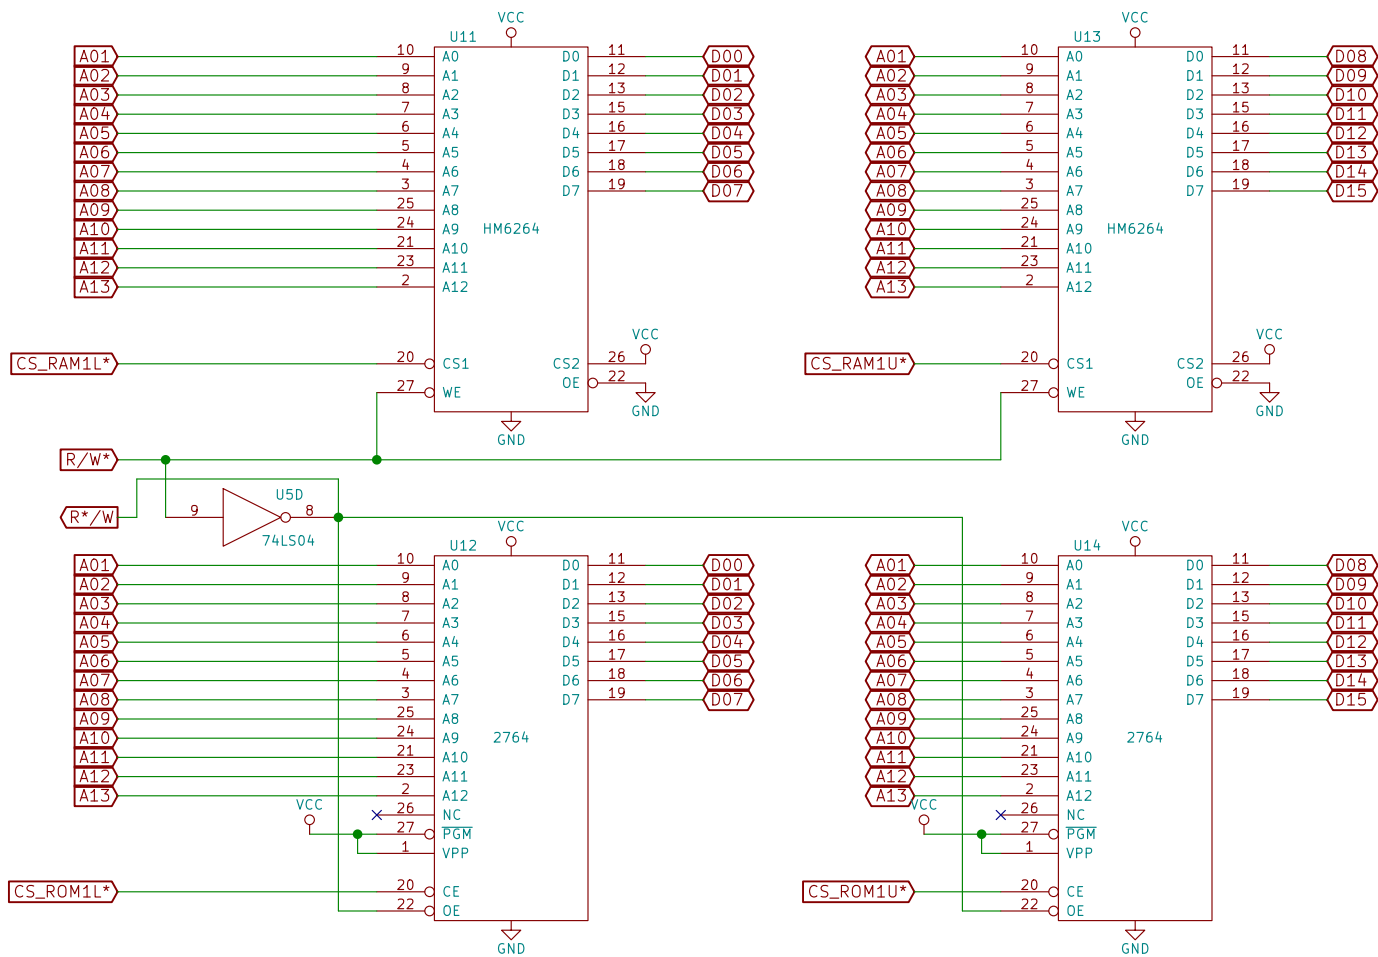 VCC VCC
U11 U13
A01 10 A0 D0 11 D00 A01 10 A0 D0 11 D08
A02 9 A1 D1 12 D01 A02 9 A1 D1 12 D09
A03 8 A2 D2 13 D02 A03 8 A2 D2 13 D10
A04 7 A3 D3 15 D03 A04 7 A3 D3 15 D11
A05 6 A4 D4 16 D04 A05 6 A4 D4 16 D12
A06 5 A5 D5 17 D05 A06 5 A5 D5 17 D13
A07 4 A6 D6 18 D06 A07 4 A6 D6 18 D14
A08 3 A7 D7 19 D07 A08 3 A7 D7 19 D15
A09 25 A8 A09 25 A8
A10 24 A9 HM6264 A10 24 A9 HM6264
A11 21 A10 A11 21 A10
A12 23 A11 A12 23 A11
A13 2 A12 A13 2 A12
VCC VCC
CS_RAM1L* 20 CS1 CS2 26 CS_RAM1U* 20 CS1 CS2 26
OE 22 OE 22
27 WE 27 WE
GND GND
GND GND
R/W*
U5D
R*/W 9 8
VCC VCC
74LS04
U12 U14
A01 10 A0 D0 11 D00 A01 10 A0 D0 11 D08
A02 9 A1 D1 12 D01 A02 9 A1 D1 12 D09
A03 8 A2 D2 13 D02 A03 8 A2 D2 13 D10
A04 7 A3 D3 15 D03 A04 7 A3 D3 15 D11
A05 6 A4 D4 16 D04 A05 6 A4 D4 16 D12
A06 5 A5 D5 17 D05 A06 5 A5 D5 17 D13
A07 4 A6 D6 18 D06 A07 4 A6 D6 18 D14
A08 3 A7 D7 19 D07 A08 3 A7 D7 19 D15
A09 25 A8 A09 25 A8
A10 24 A9 2764 A10 24 A9 2764
A11 21 A10 A11 21 A10
A12 23 A11 A12 23 A11
A13 2 A12 A13 2 A12
VCC 26 NC VCC 26 NC
27 PGM 27 PGM
1 VPP 1 VPP
CS_ROM1L* 20 CE CS_ROM1U* 20 CE
22 OE 22 OE
GND GND